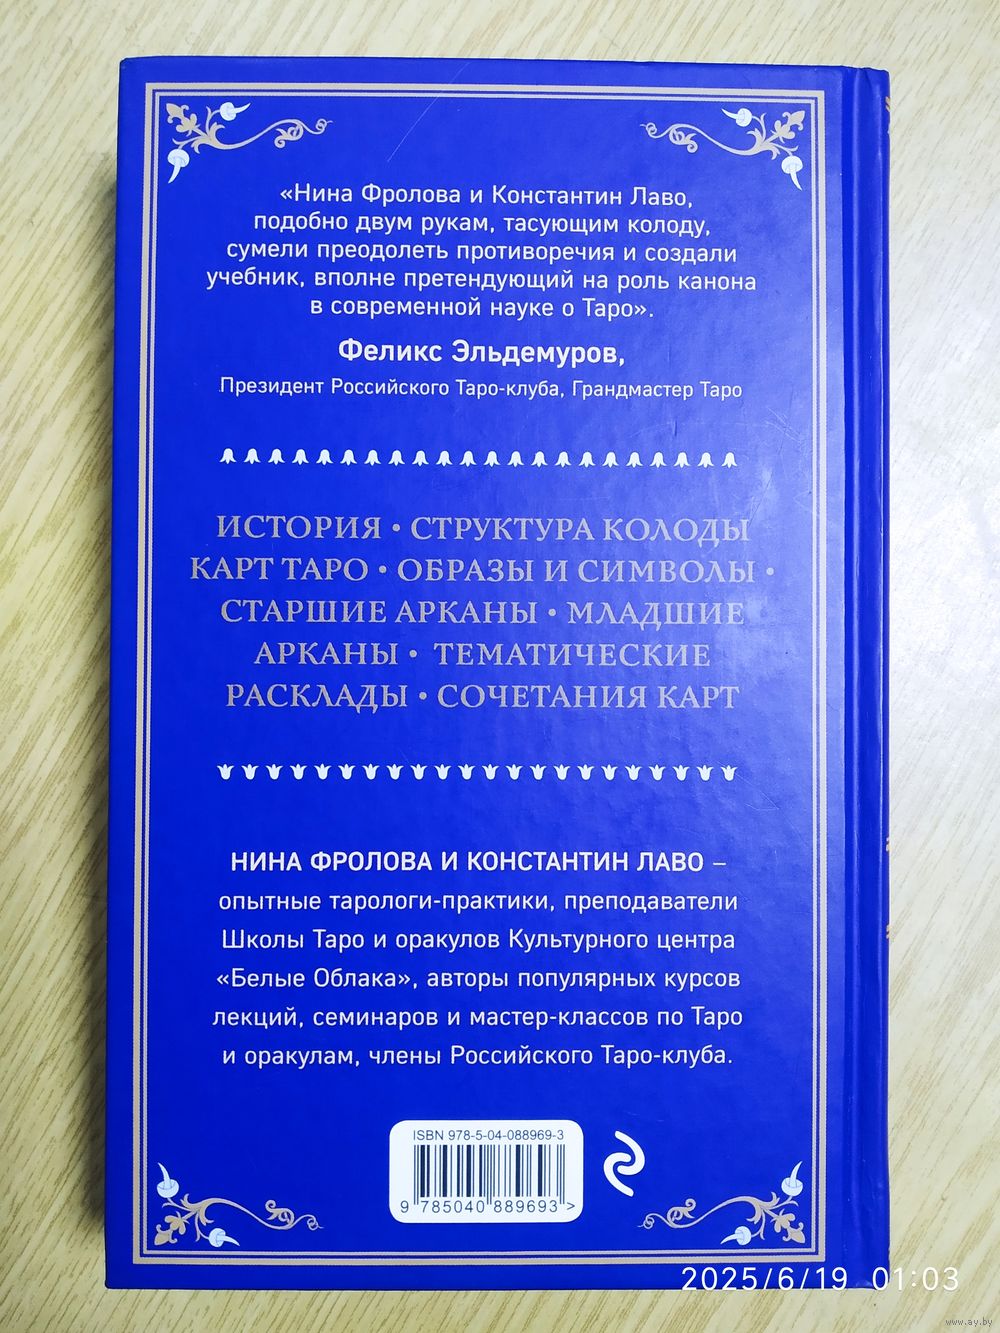 «Нина Фролова и Константин Лаво,
подобно двум рукам, тасующим колоду,
сумели преодолеть противоречия и создали
учебник, вполне претендующий на роль канона
в современной науке о Таро».
Феликс Эльдемуров,
Президент Российского Таро-клуба, Грандмастер Таро
ИСТОРИЯ • СТРУКТУРА КОЛОДЫ
КАРТ ТАРО • ОБРАЗЫ И СИМВОЛЫ •
СТАРШИЕ АРКАНЫ • МЛАДШИЕ
АРКАНЫ • ТЕМАТИЧЕСКИЕ
РАСКЛАДЫ • СОЧЕТАНИЯ КАРТ
НИНА ФРОЛОВА И КОНСТАНТИН ЛАВО –
опытные тарологи-практики, преподаватели
Школы Таро и оракулов Культурного центра
«Белые Облака», авторы популярных курсов
лекций, семинаров и мастер-классов по Таро
и оракулам, члены Российского Таро-клуба.
ISBN 978-5-04-088969-3
9 785040 889693 >
2025/6/19 01:03
www.ay.by